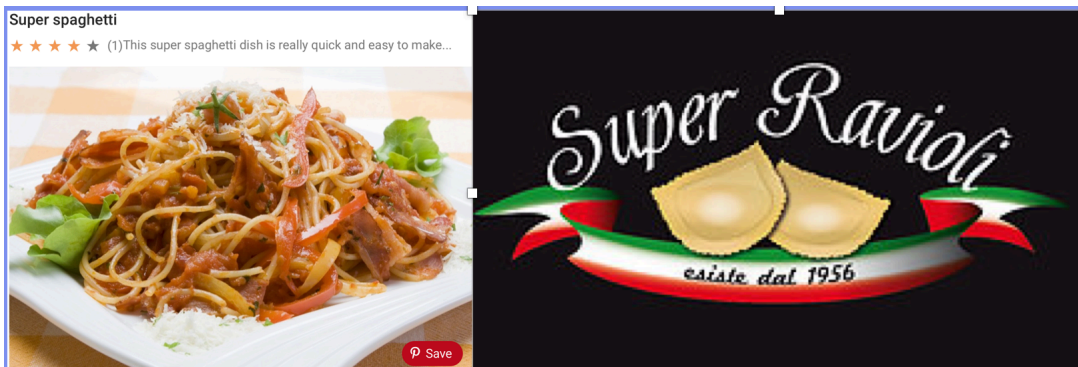 Super spaghetti
(1)This super spaghetti dish is really quick and easy to make...
Save
Super Ravioli
esiste dal 1956